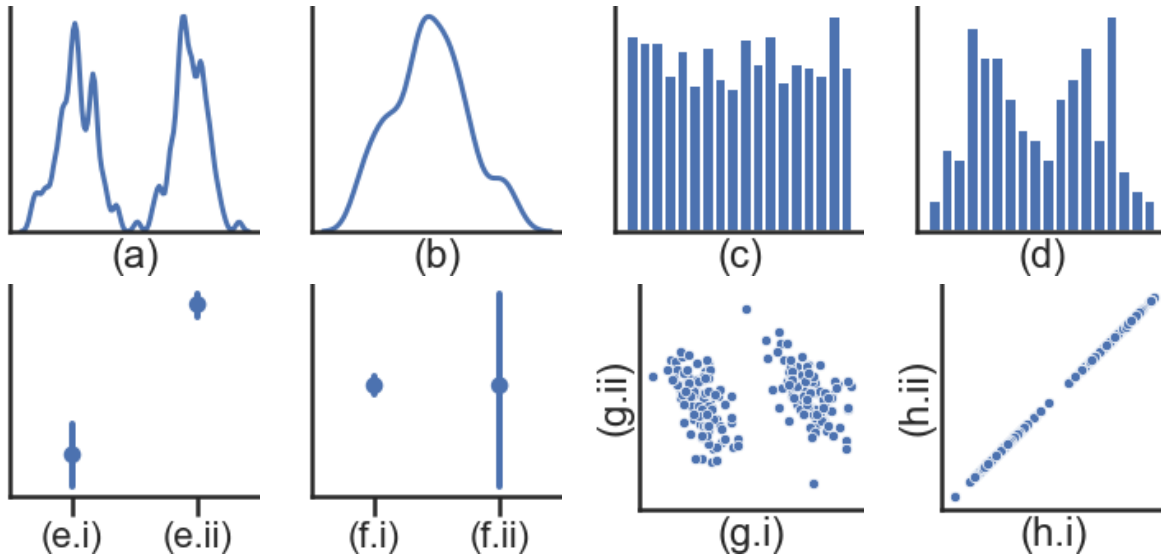 (a)
(b)
(c)
(d)
(e.i)
(e.ii)
(f.i)
(f.ii)
(g.ii)
(g.i)
(h.ii)
(h.i)